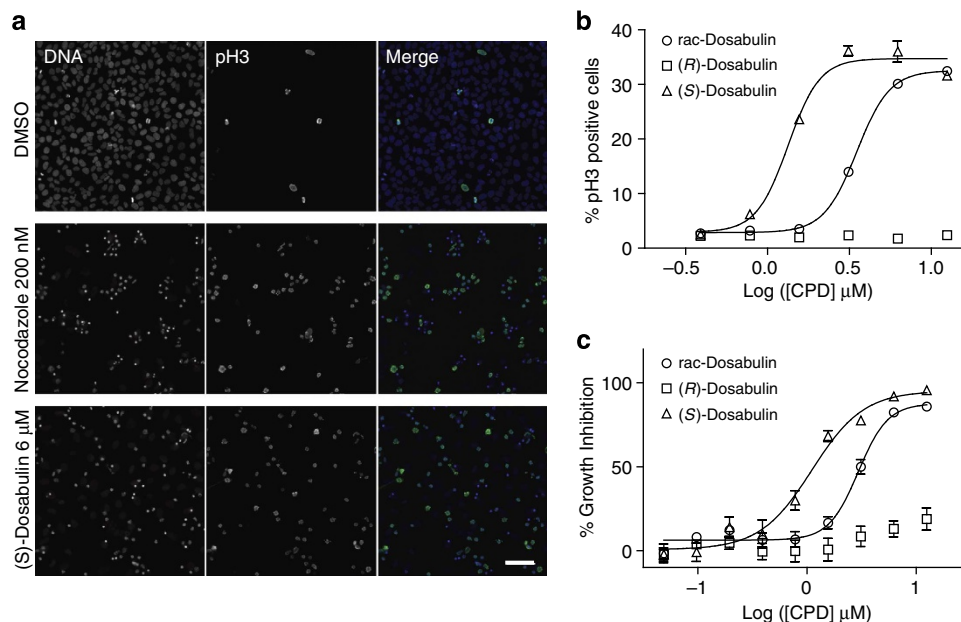 a
DNA
pH3
Merge
DMSO
Nocodazole 200 nM
(S)-Dosabulin 6 µM
b
rac-Dosabulin
(R)-Dosabulin
(S)-Dosabulin
% pH3 positive cells
40
30
20
10
0
–0.5
0.0
0.5
1.0
Log ([CPD] µM)
c
rac-Dosabulin
(R)-Dosabulin
(S)-Dosabulin
% Growth Inhibition
100
50
0
–1
0
1
Log ([CPD] µM)